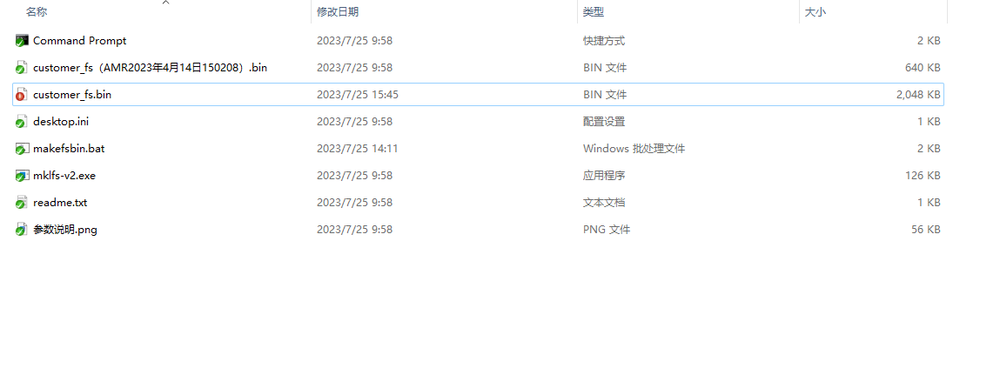 名称 修改日期 类型 大小
Command Prompt 2023/7/25 9:58 快捷方式 2 KB
customer_fs（AMR2023年4月14日150208）.bin 2023/7/25 9:58 BIN 文件 640 KB
customer_fs.bin 2023/7/25 15:45 BIN 文件 2,048 KB
desktop.ini 2023/7/25 9:58 配置设置 1 KB
makefsbin.bat 2023/7/25 14:11 Windows 批处理文件 2 KB
mklfs-v2.exe 2023/7/25 9:58 应用程序 126 KB
readme.txt 2023/7/25 9:58 文本文档 1 KB
参数说明.png 2023/7/25 9:58 PNG 文件 56 KB